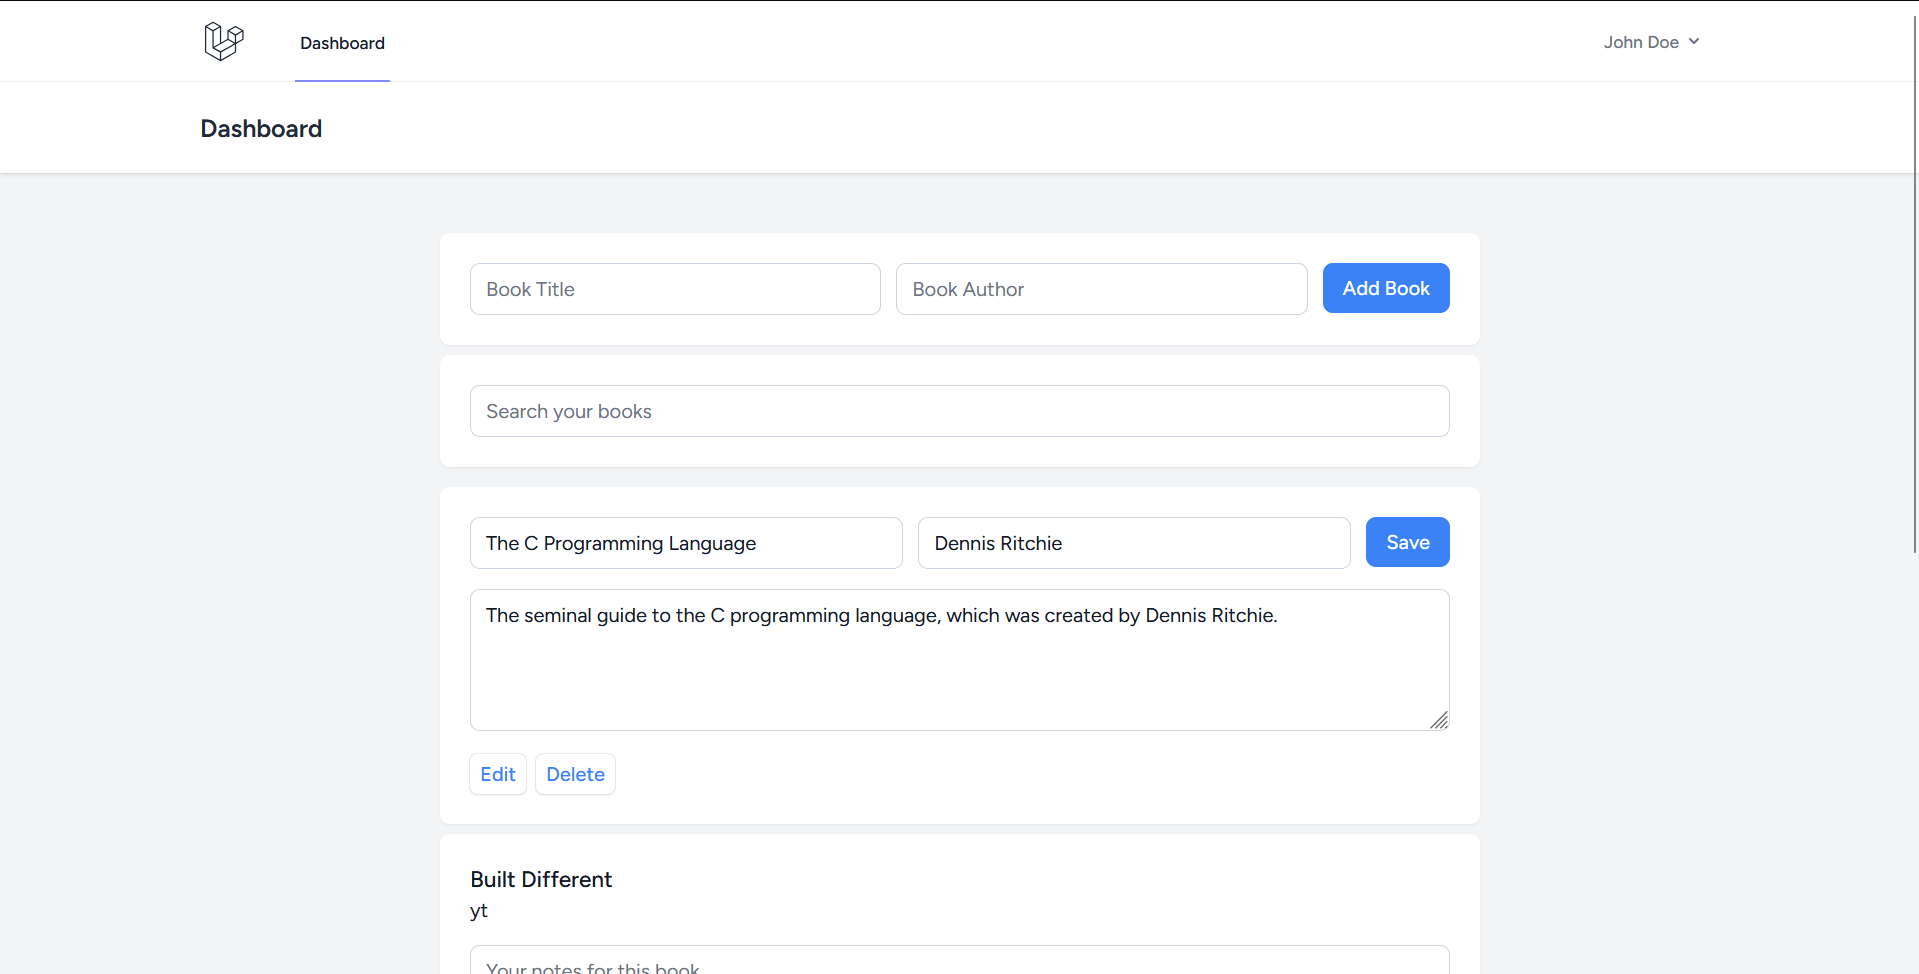 Dashboard
John Doe
Dashboard
Book Title
Book Author
Add Book
Search your books
The C Programming Language
Dennis Ritchie
Save
The seminal guide to the C programming language, which was created by Dennis Ritchie.
Edit
Delete
Built Different
yt
Your notes for this book